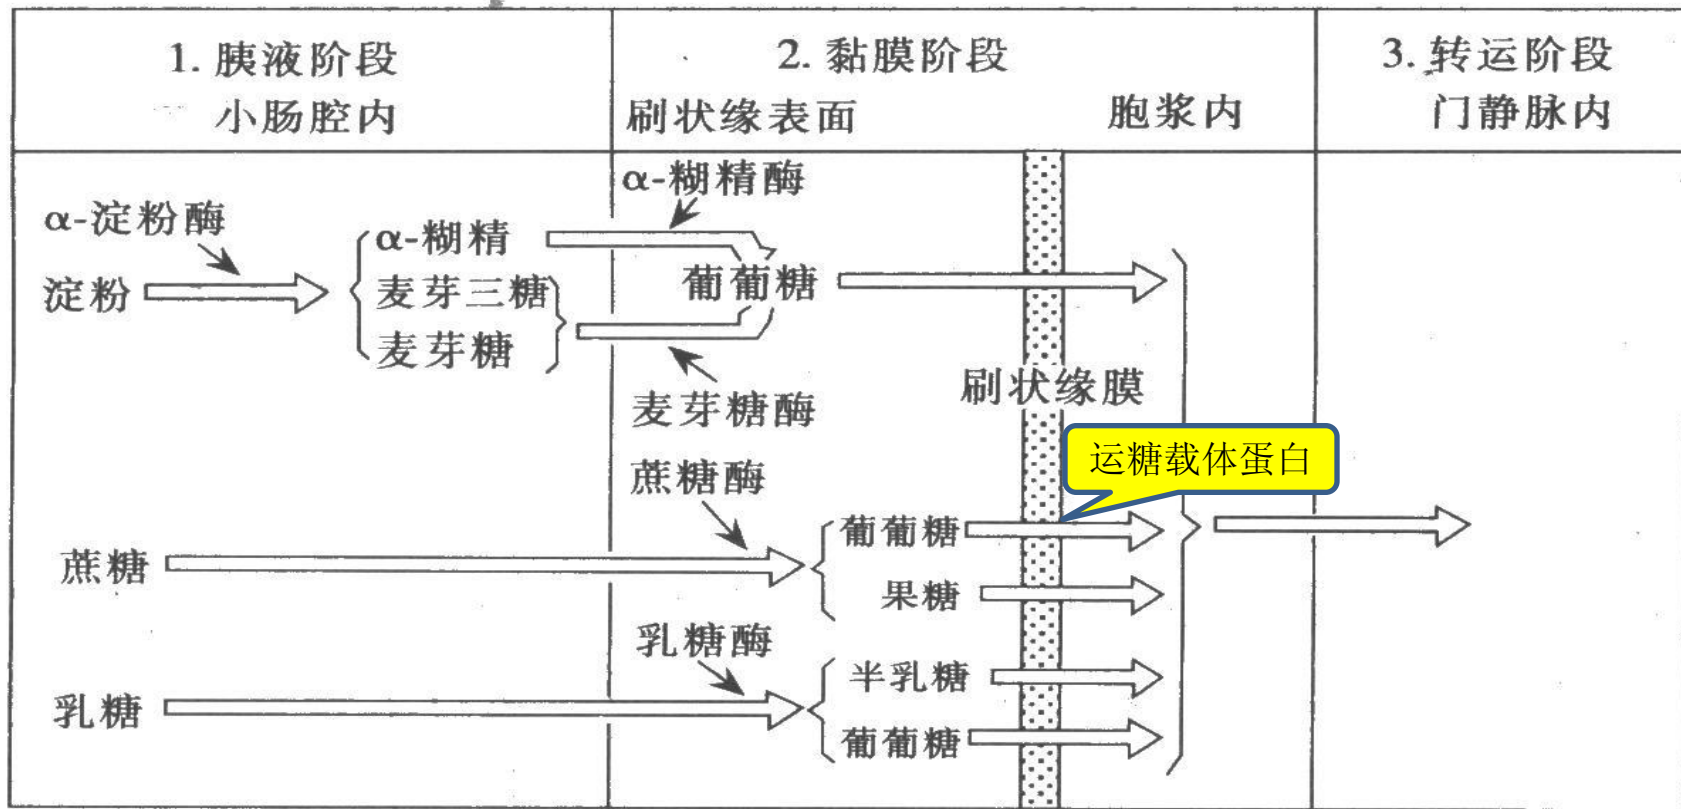 1. 胰液阶段
小肠腔内
2. 黏膜阶段
刷状缘表面
胞浆内
3. 转运阶段
门静脉内
α-淀粉酶
淀粉
α-糊精
麦芽三糖
麦芽糖
α-糊精酶
葡萄糖
麦芽糖酶
刷状缘膜
运糖载体蛋白
蔗糖酶
蔗糖
葡萄糖
果糖
乳糖酶
乳糖
半乳糖
葡萄糖